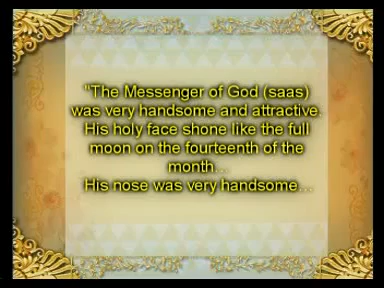 "The Messenger of God (saas)
was very handsome and attractive.
His holy face shone like the full
moon on the fourteenth of the
month...
His nose was very handsome...